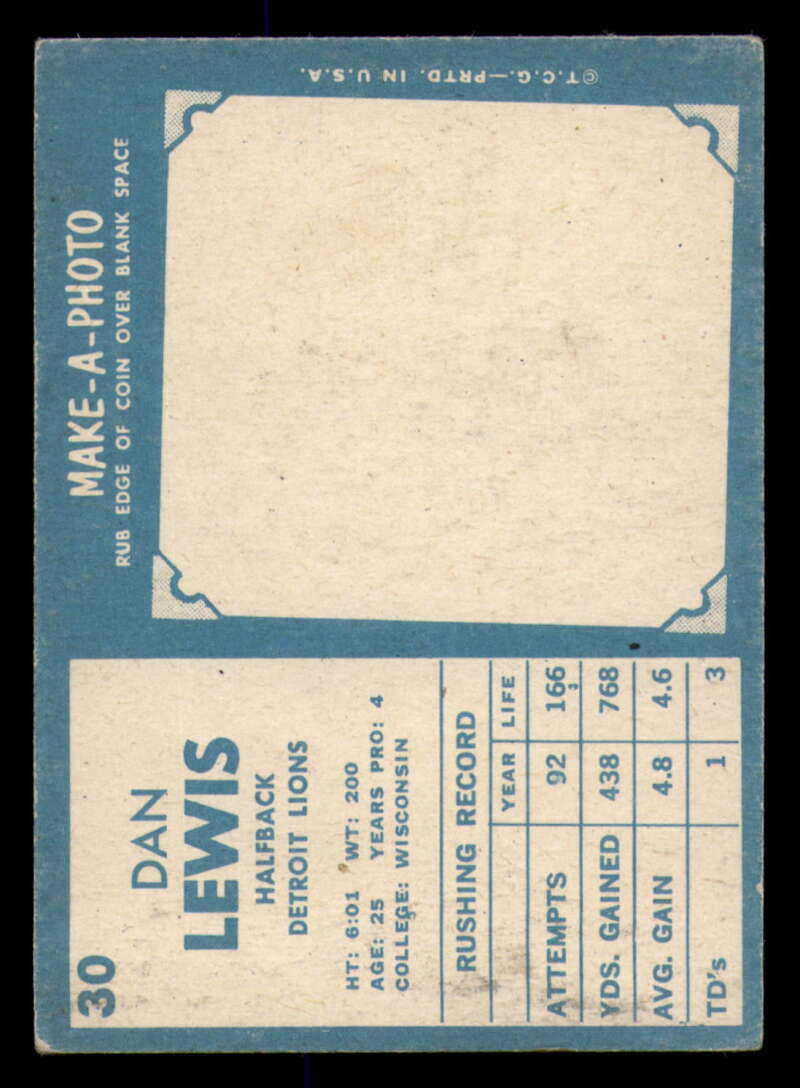 30
DAN
LEWIS
HALFBACK
DETROIT LIONS
HT: 6:01 WT: 200
AGE: 25 YEARS PRO: 4
COLLEGE: WISCONSIN
RUSHING RECORD
YEAR LIFE
ATTEMPTS 92 166
YDS. GAINED 438 768
AVG. GAIN 4.8 4.6
TD's 1 3
MAKE-A-PHOTO
RUB EDGE OF COIN OVER BLANK SPACE
©T.C.G.—PRTD. IN U.S.A.